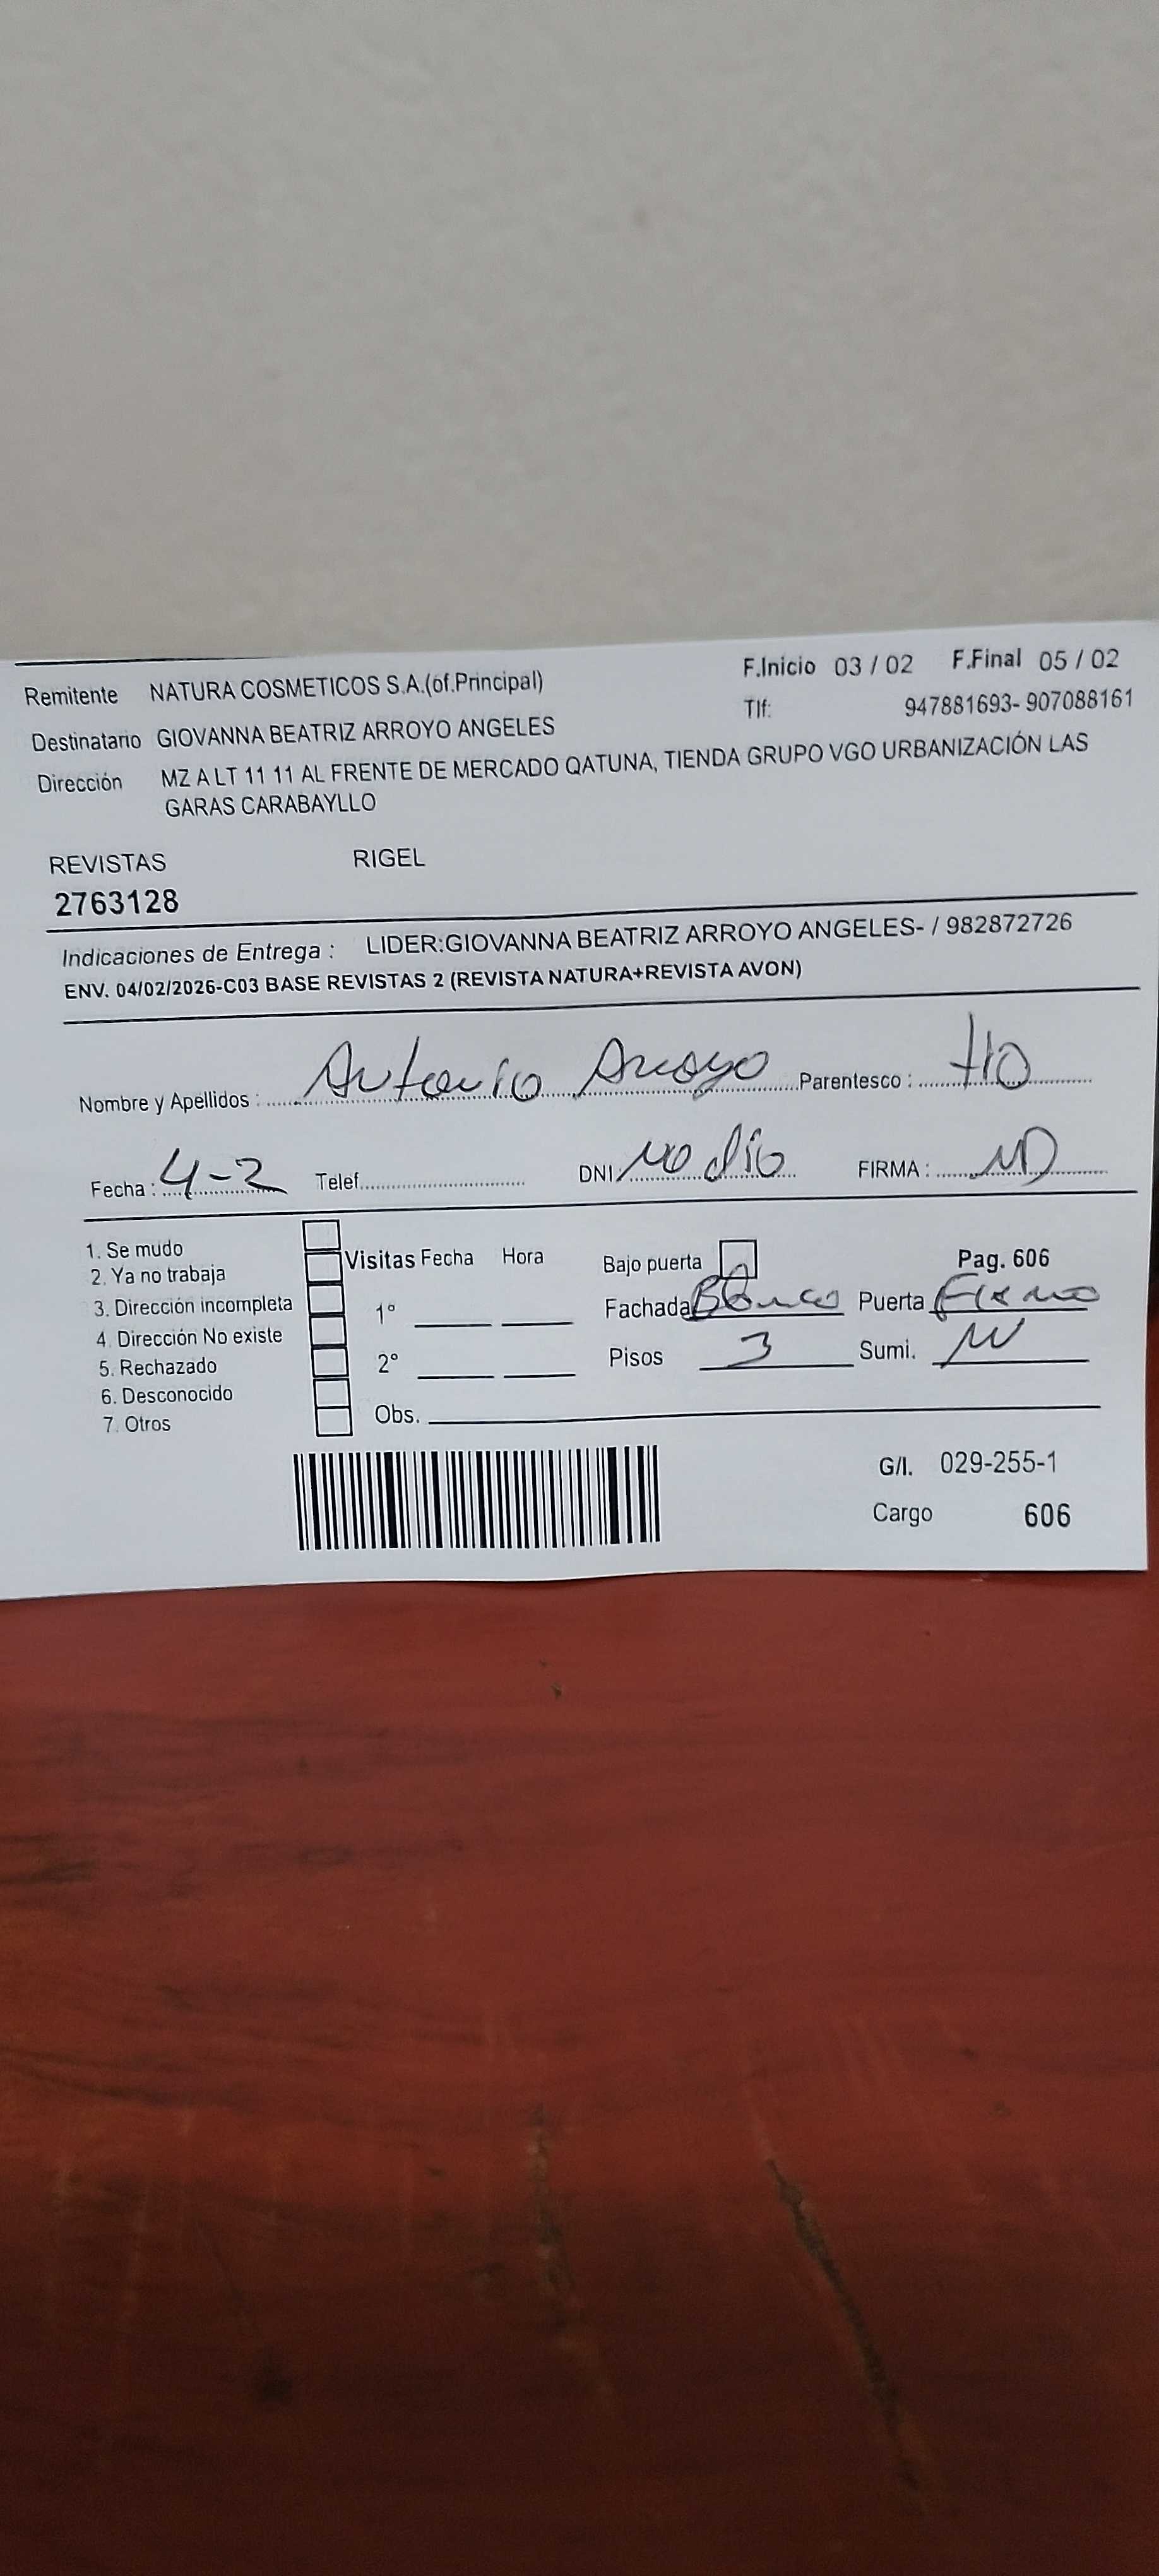 F.Inicio 03 / 02 F.Final 05 / 02
Remitente NATURA COSMETICOS S.A.(of.Principal)
Tlf: 947881693- 907088161
Destinatario GIOVANNA BEATRIZ ARROYO ANGELES
Dirección MZ A LT 11 11 AL FRENTE DE MERCADO QATUNA, TIENDA GRUPO VGO URBANIZACIÓN LAS
GARAS CARABAYLLO
REVISTAS RIGEL
2763128
Indicaciones de Entrega : LIDER:GIOVANNA BEATRIZ ARROYO ANGELES- / 982872726
ENV. 04/02/2026-C03 BASE REVISTAS 2 (REVISTA NATURA+REVISTA AVON)
Nombre y Apellidos : Antonio Arroyo Parentesco : tio
Fecha : 4-2 Telef. DNI no dio FIRMA :
1. Se mudo
2. Ya no trabaja
3. Dirección incompleta
4. Dirección No existe
5. Rechazado
6. Desconocido
7. Otros
Visitas Fecha Hora
1°
2°
Obs.
Bajo puerta Pag. 606
Fachada Blanco Puerta
Pisos 3 Sumi.
G/I. 029-255-1
Cargo 606